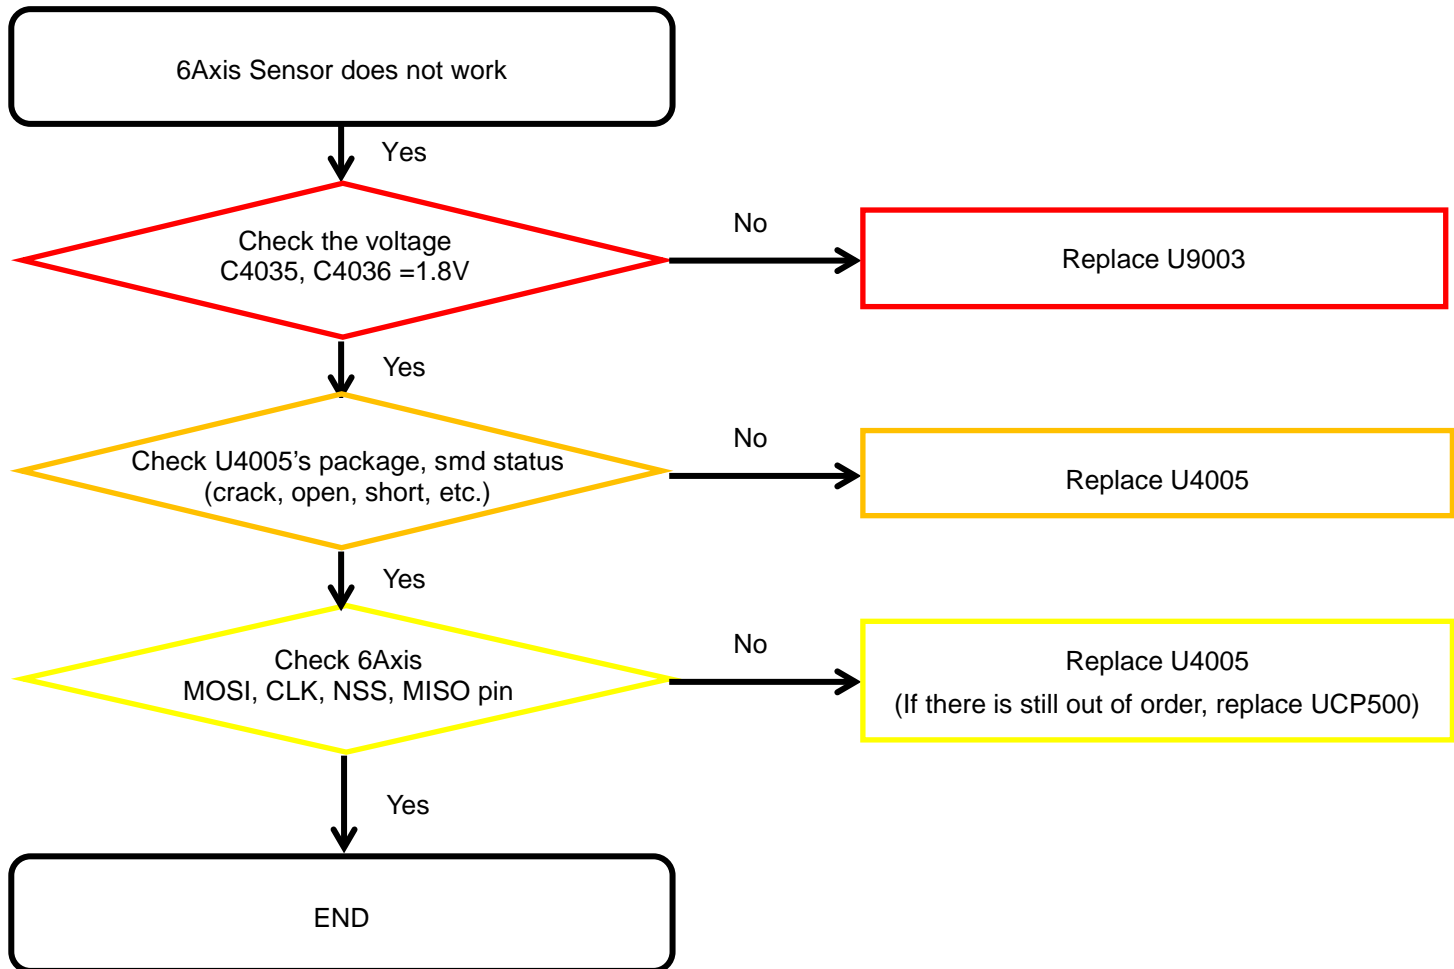 6Axis Sensor does not work
Yes
Check the voltage
C4035, C4036 =1.8V
No
Replace U9003
Yes
Check U4005’s package, smd status
(crack, open, short, etc.)
No
Replace U4005
Yes
Check 6Axis
MOSI, CLK, NSS, MISO pin
No
Replace U4005
(If there is still out of order, replace UCP500)
Yes
END